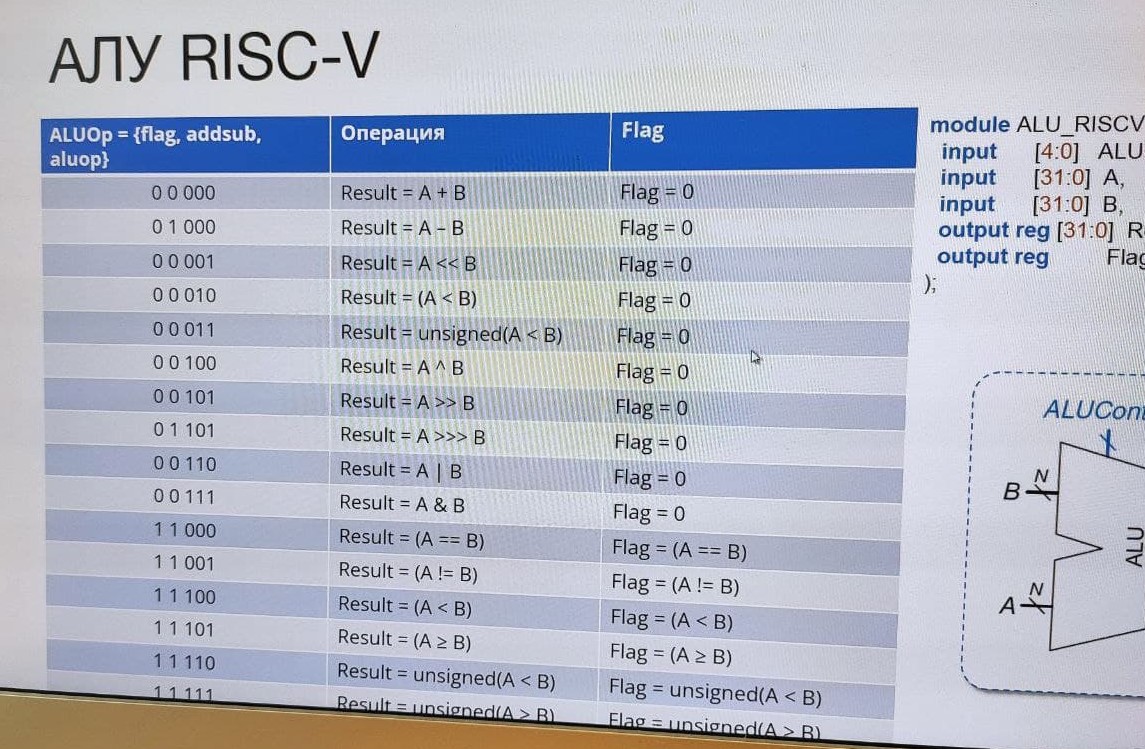 АЛУ RISC-V
ALUOp = {flag, addsub, aluop} Операция Flag
0 0 000 Result = A + B Flag = 0
0 1 000 Result = A – B Flag = 0
0 0 001 Result = A << B Flag = 0
0 0 010 Result = (A < B) Flag = 0
0 0 011 Result = unsigned(A < B) Flag = 0
0 0 100 Result = A ^ B Flag = 0
0 0 101 Result = A >> B Flag = 0
0 1 101 Result = A >>> B Flag = 0
0 0 110 Result = A | B Flag = 0
0 0 111 Result = A & B Flag = 0
1 1 000 Result = (A == B) Flag = (A == B)
1 1 001 Result = (A != B) Flag = (A != B)
1 1 100 Result = (A < B) Flag = (A < B)
1 1 101 Result = (A ≥ B) Flag = (A ≥ B)
1 1 110 Result = unsigned(A < B) Flag = unsigned(A < B)
1 1 111 Result = unsigned(A ≥ B) Flag = unsigned(A ≥ B)
module ALU_RISCV
input [4:0] ALU
input [31:0] A,
input [31:0] B,
output reg [31:0] R
output reg Flag
);
ALUCont
N
B
ALU
N
A